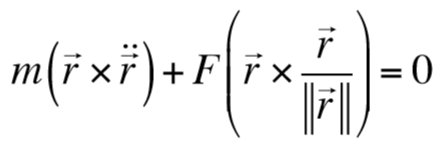 m(r⃗ × r⃗̈) + F(r⃗ × r⃗/‖r⃗‖) = 0